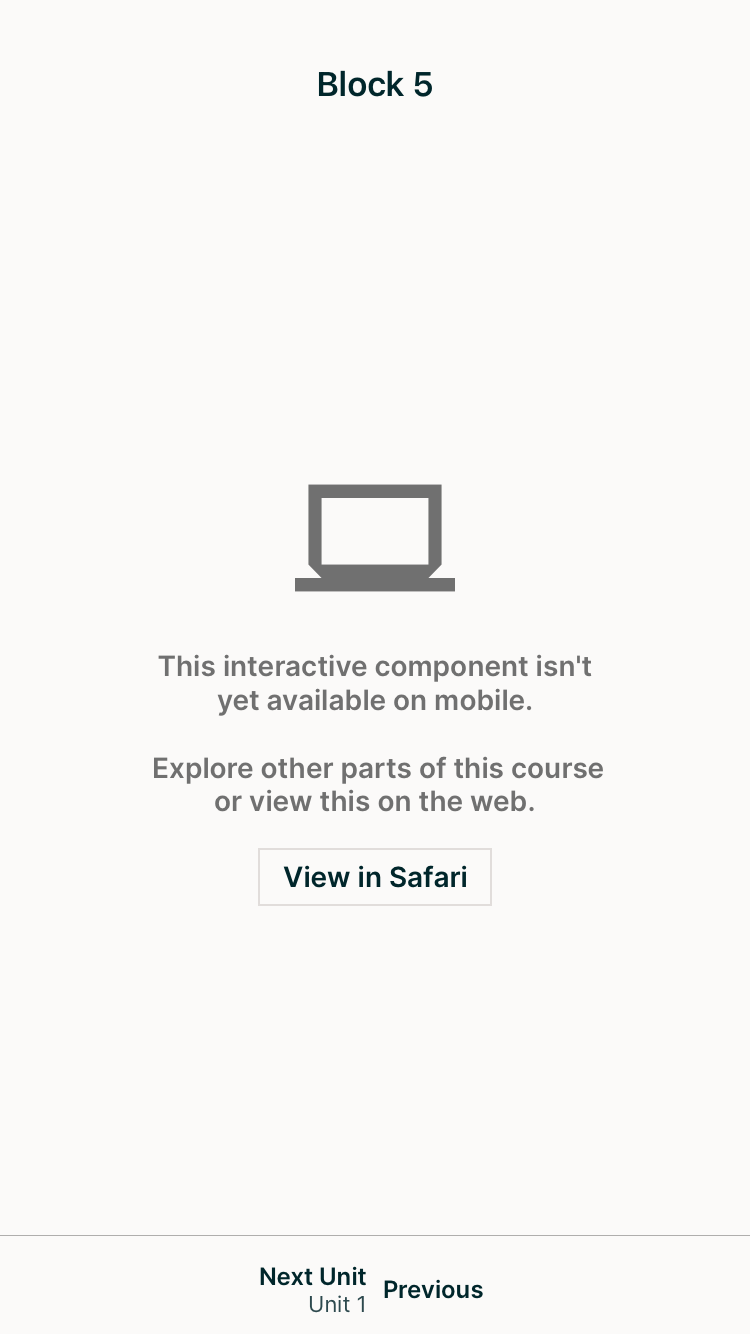 Block 5
This interactive component isn't
yet available on mobile.
Explore other parts of this course
or view this on the web.
View in Safari
Next Unit
Unit 1
Previous